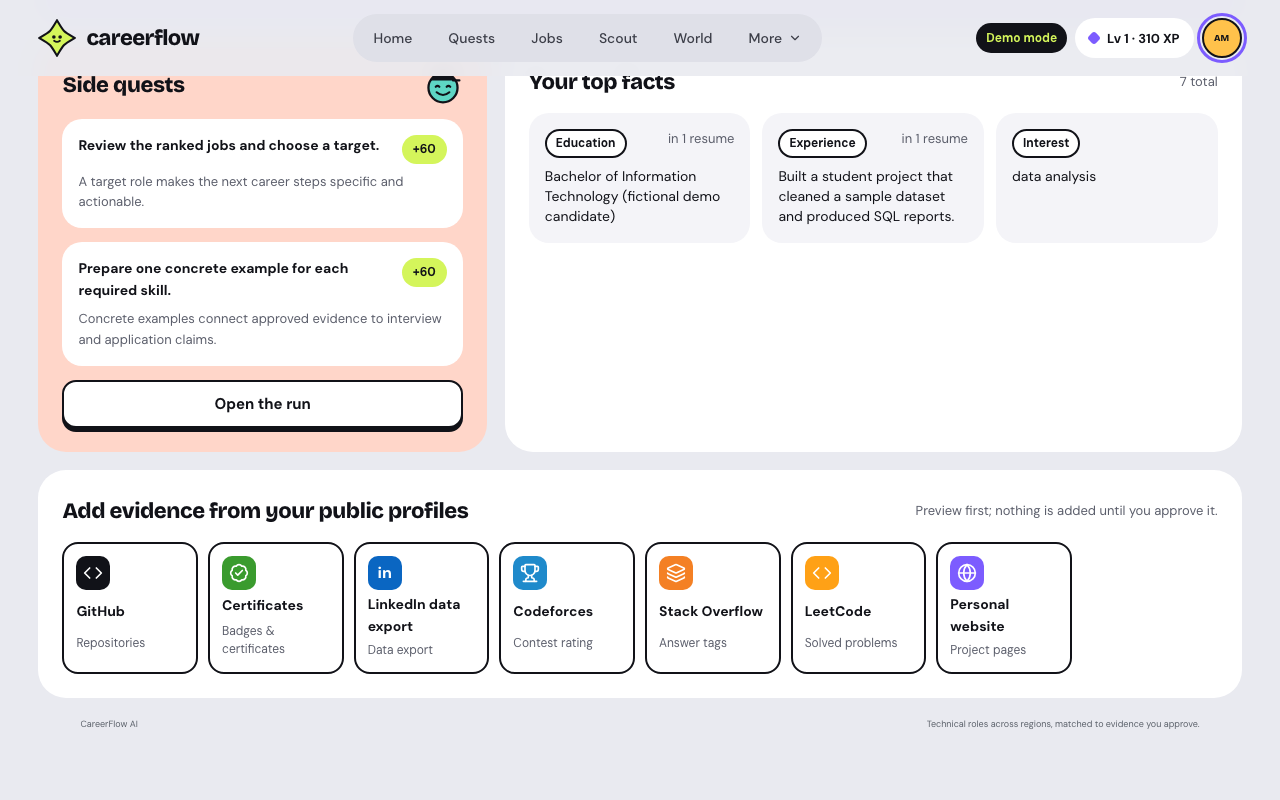 careerflow
Home
Quests
Jobs
Scout
World
More
Demo mode
Lv 1 · 310 XP
AM
Side quests
Review the ranked jobs and choose a target.
+60
A target role makes the next career steps specific and
actionable.
Prepare one concrete example for each
required skill.
+60
Concrete examples connect approved evidence to interview
and application claims.
Open the run
Your top facts
7 total
Education
in 1 resume
Bachelor of Information
Technology (fictional demo
candidate)
Experience
in 1 resume
Built a student project that
cleaned a sample dataset
and produced SQL reports.
Interest
data analysis
Add evidence from your public profiles
Preview first; nothing is added until you approve it.
GitHub
Repositories
Certificates
Badges &
certificates
in
LinkedIn data
export
Data export
Codeforces
Contest rating
Stack Overflow
Answer tags
LeetCode
Solved problems
Personal
website
Project pages
CareerFlow AI
Technical roles across regions, matched to evidence you approve.